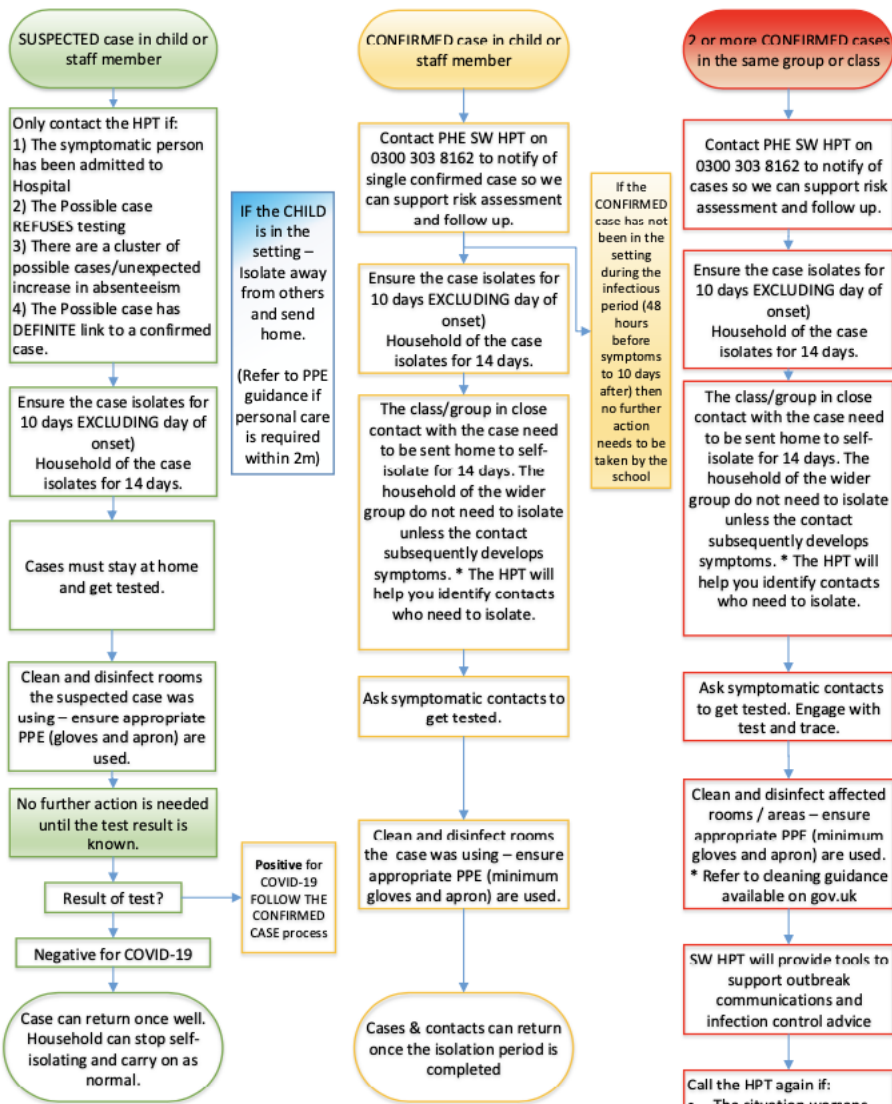 SUSPECTED case in child or
staff member
Only contact the HPT if:
1) The symptomatic person
has been admitted to
Hospital
2) The Possible case
REFUSES testing
3) There are a cluster of
possible cases/unexpected
increase in absenteeism
4) The Possible case has
DEFINITE link to a confirmed
case.
Ensure the case isolates for
10 days EXCLUDING day of
onset)
Household of the case
isolates for 14 days.
Cases must stay at home
and get tested.
Clean and disinfect rooms
the suspected case was
using – ensure appropriate
PPE (gloves and apron) are
used.
No further action is needed
until the test result is
known.
Result of test?
Negative for COVID-19
Case can return once well.
Household can stop self-
isolating and carry on as
normal.
IF the CHILD
is in the
setting –
Isolate away
from others
and send
home.
(Refer to PPE
guidance if
personal care
is required
within 2m)
Positive for
COVID-19
FOLLOW THE
CONFIRMED
CASE process
CONFIRMED case in child or
staff member
Contact PHE SW HPT on
0300 303 8162 to notify of
single confirmed case so we
can support risk assessment
and follow up.
Ensure the case isolates for
10 days EXCLUDING day of
onset)
Household of the case
isolates for 14 days.
The class/group in close
contact with the case need
to be sent home to self-
isolate for 14 days. The
household of the wider
group do not need to isolate
unless the contact
subsequently develops
symptoms. * The HPT will
help you identify contacts
who need to isolate.
Ask symptomatic contacts to
get tested.
Clean and disinfect rooms
the case was using – ensure
appropriate PPE (minimum
gloves and apron) are used.
Cases & contacts can return
once the isolation period is
completed
If the
CONFIRMED
case has not
been in the
setting
during the
infectious
period (48
hours
before
symptoms
to 10 days
after) then
no further
action
needs to be
taken by the
school
2 or more CONFIRMED cases
in the same group or class
Contact PHE SW HPT on
0300 303 8162 to notify of
cases so we can support risk
assessment and follow up.
Ensure the case isolates for
10 days EXCLUDING day of
onset)
Household of the case
isolates for 14 days.
The class/group in close
contact with the case need
to be sent home to self-
isolate for 14 days. The
household of the wider
group do not need to isolate
unless the contact
subsequently develops
symptoms. * The HPT will
help you identify contacts
who need to isolate.
Ask symptomatic contacts
to get tested. Engage with
test and trace.
Clean and disinfect affected
rooms / areas – ensure
appropriate PPE (minimum
gloves and apron) are used.
* Refer to cleaning guidance
available on gov.uk
SW HPT will provide tools to
support outbreak
communications and
infection control advice
Call the HPT again if:
• The situation worsens